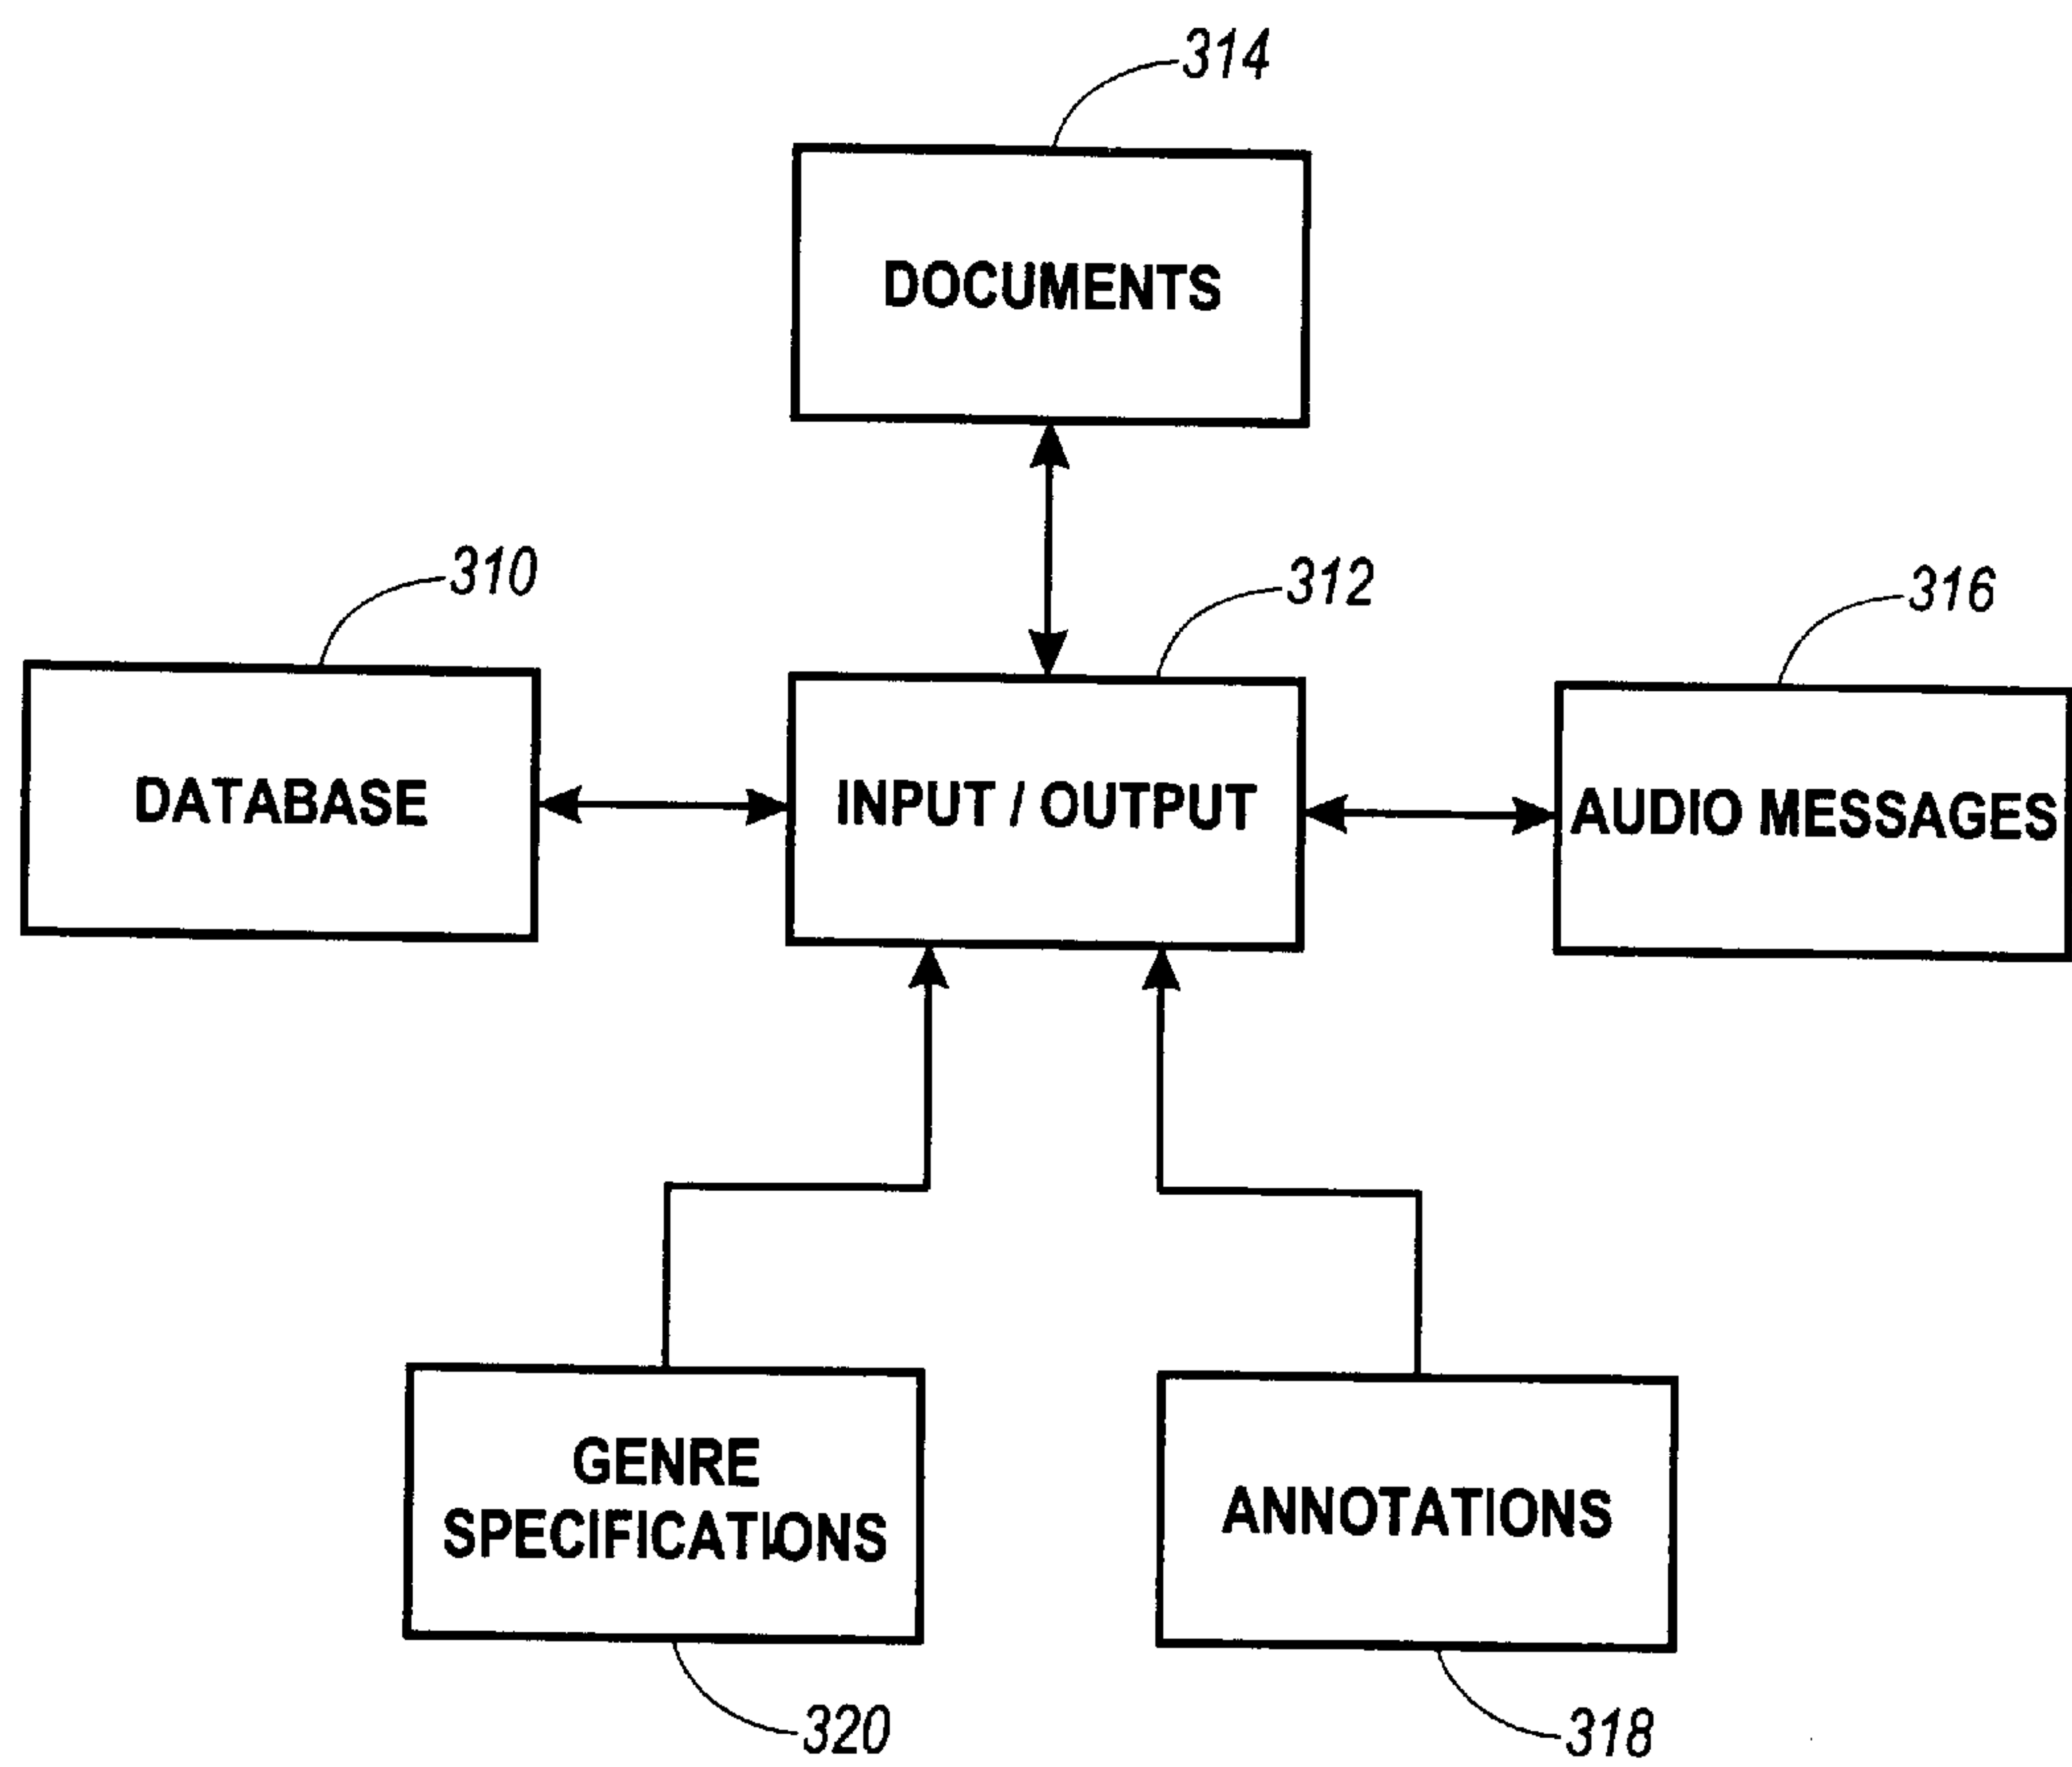 314
DOCUMENTS
310
312
316
DATABASE
INPUT / OUTPUT
AUDIO MESSAGES
GENRE
SPECIFICATIONS
ANNOTATIONS
320
318